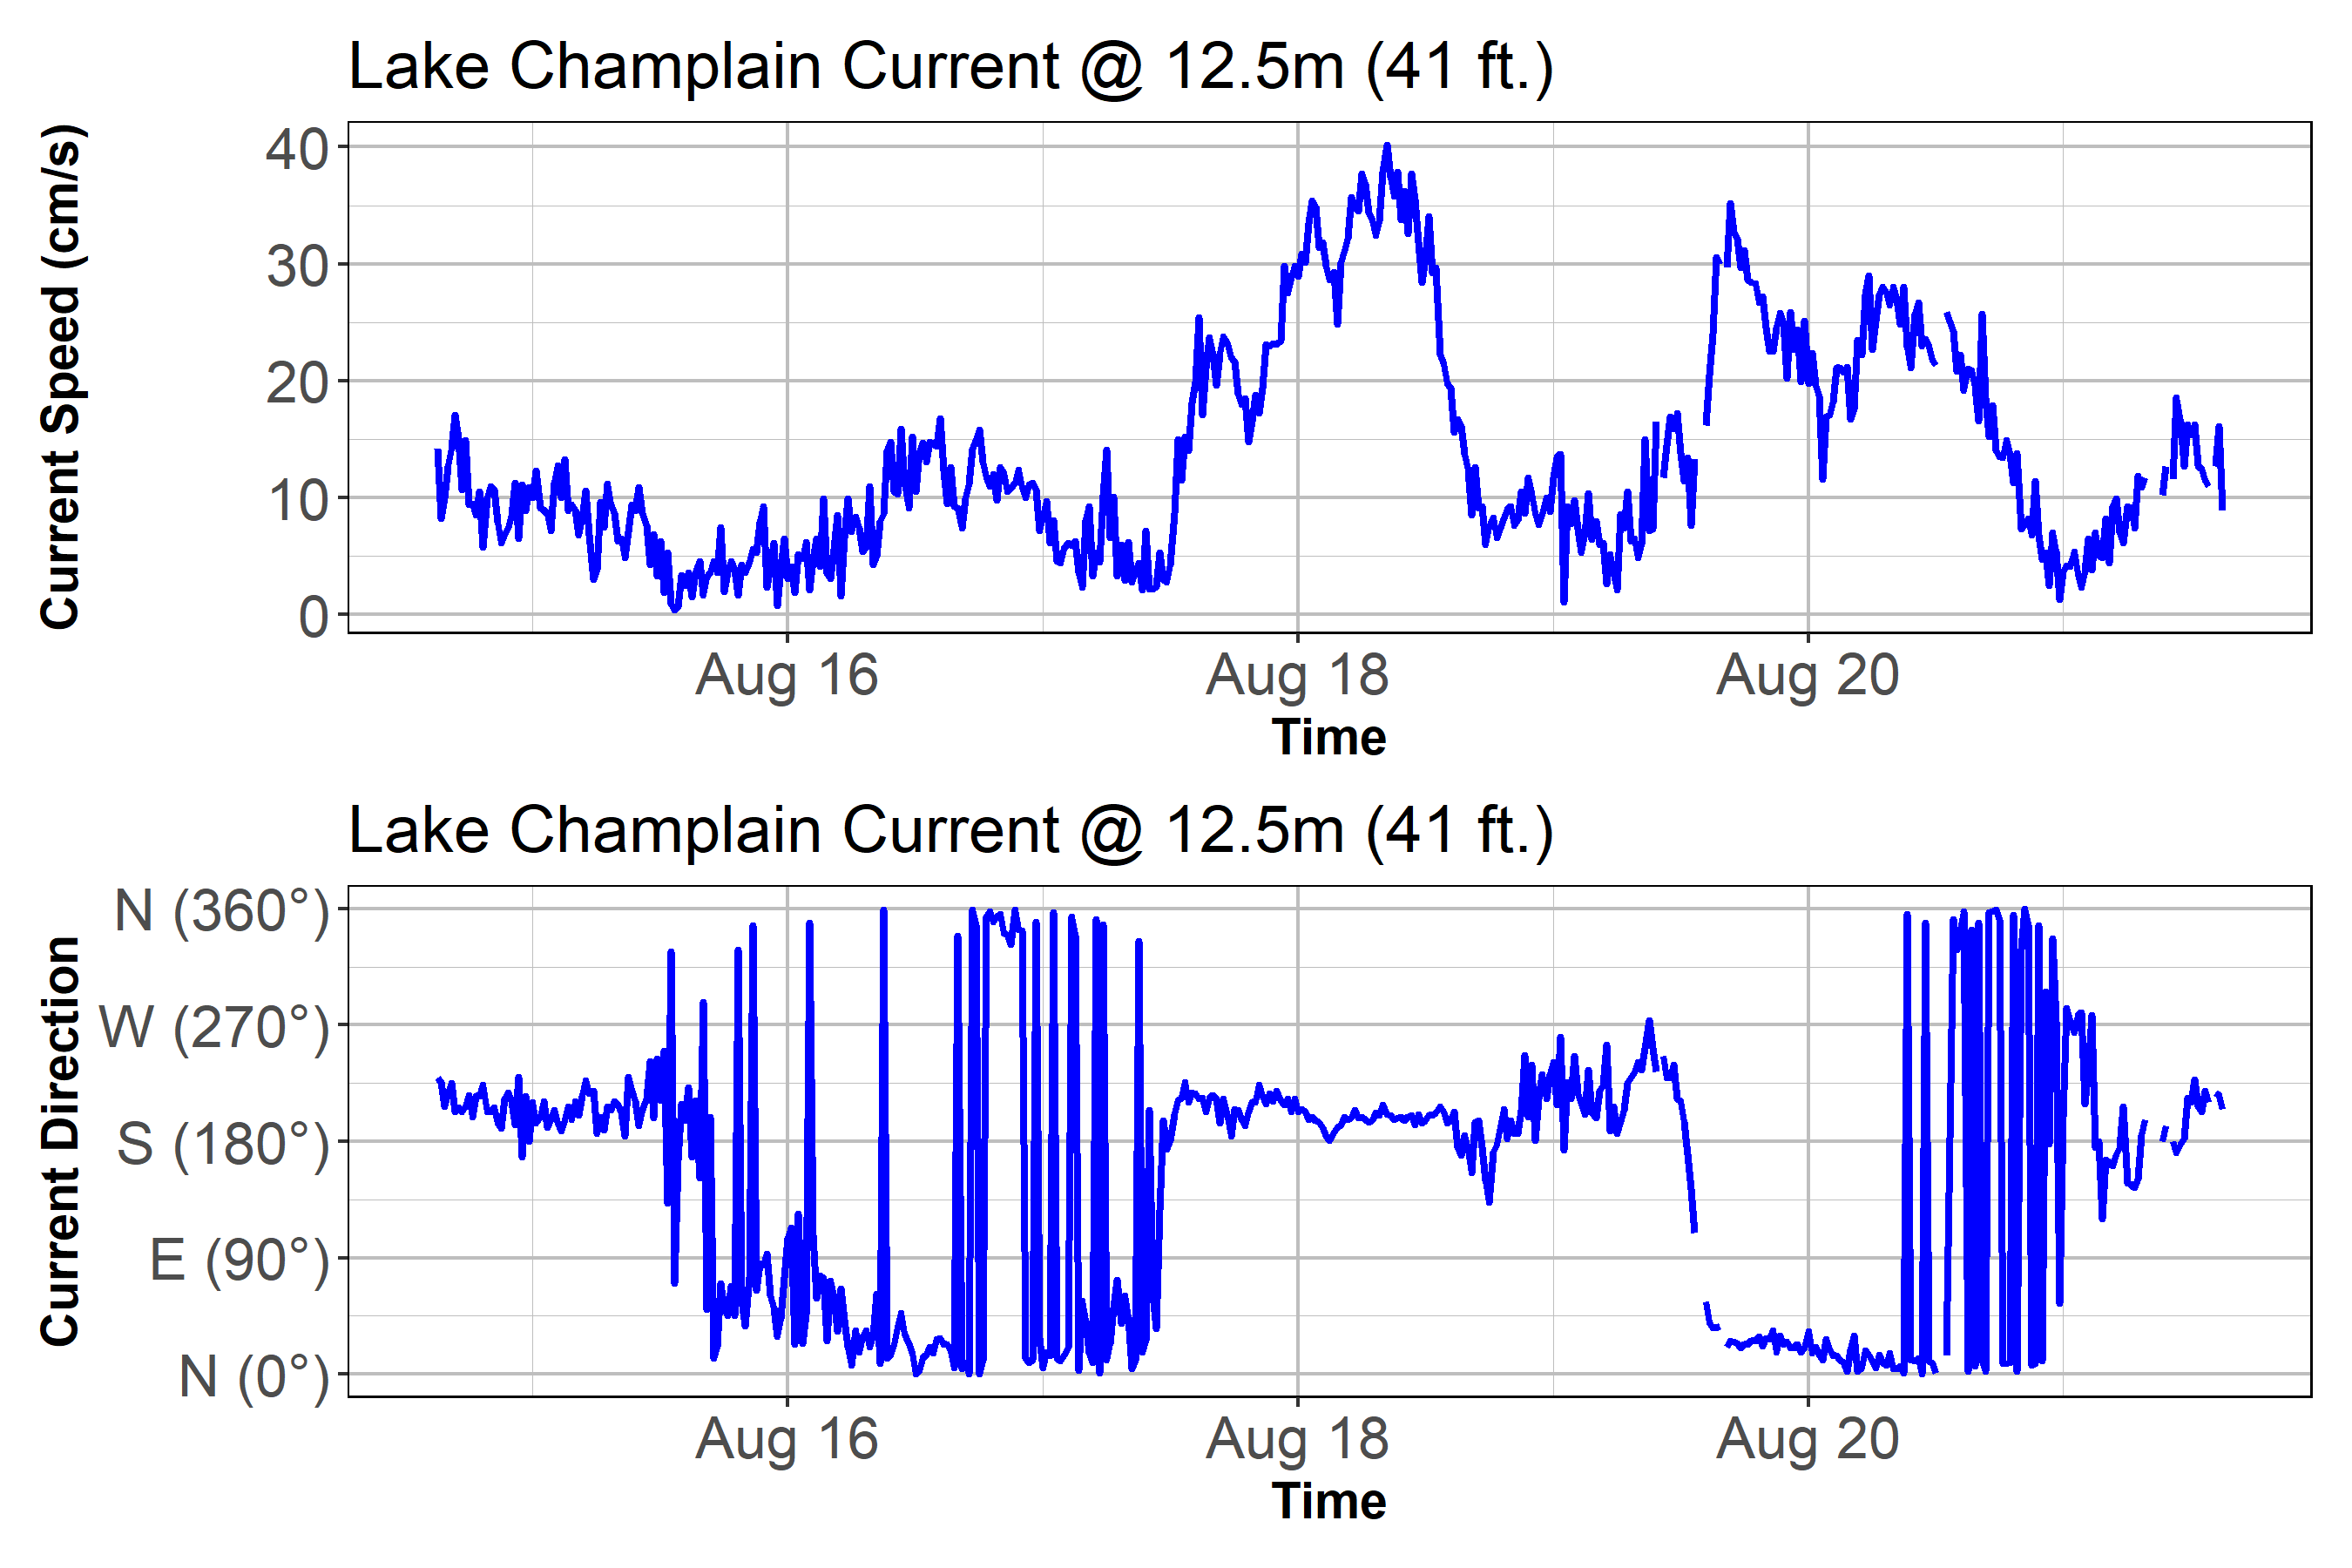 Lake Champlain Current @ 12.5m (41 ft.)
Current Speed (cm/s)
40
30
20
10
0
Aug 16 Aug 18 Aug 20
Time
Lake Champlain Current @ 12.5m (41 ft.)
Current Direction
N (360°)
W (270°)
S (180°)
E (90°)
N (0°)
Aug 16 Aug 18 Aug 20
Time